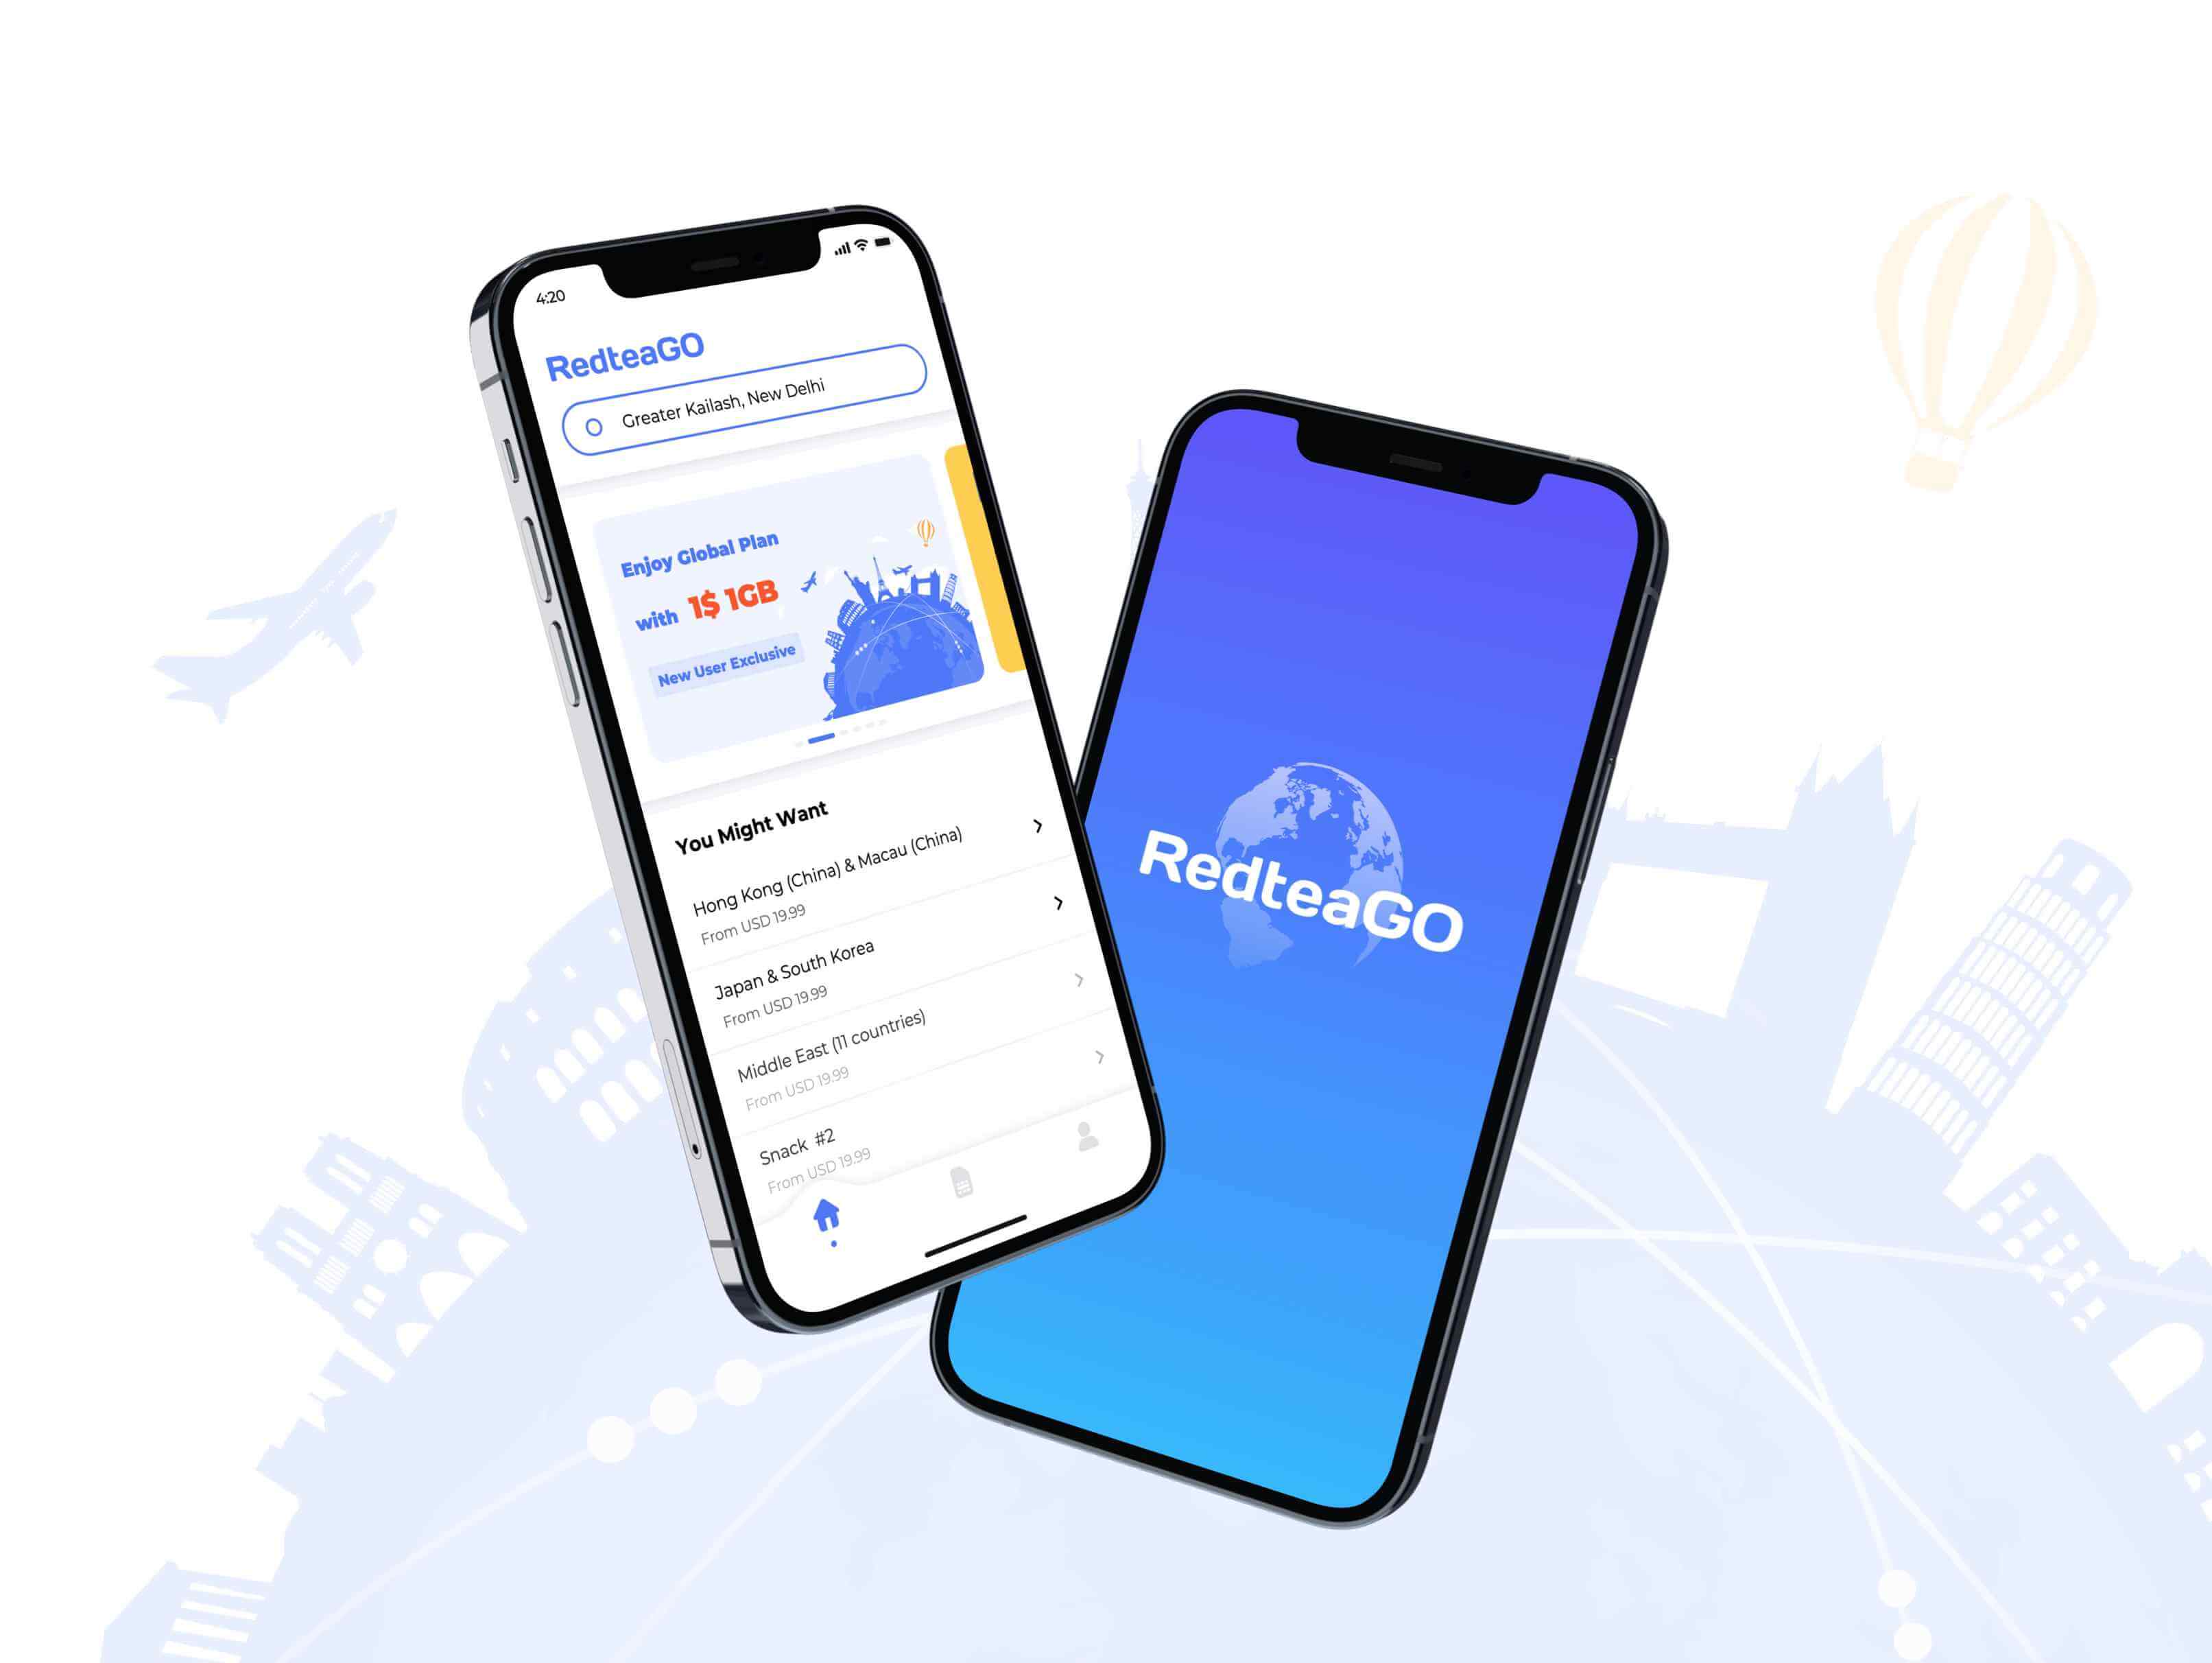 4:20
RedteaGO
Greater Kailash, New Delhi
Enjoy Global Plan
with 1$ 1GB
New User Exclusive
You Might Want
Hong Kong (China) & Macau (China)
From USD 19.99
Japan & South Korea
From USD 19.99
Middle East (11 countries)
From USD 19.99
Snack #2
From USD 19.99
RedteaGO